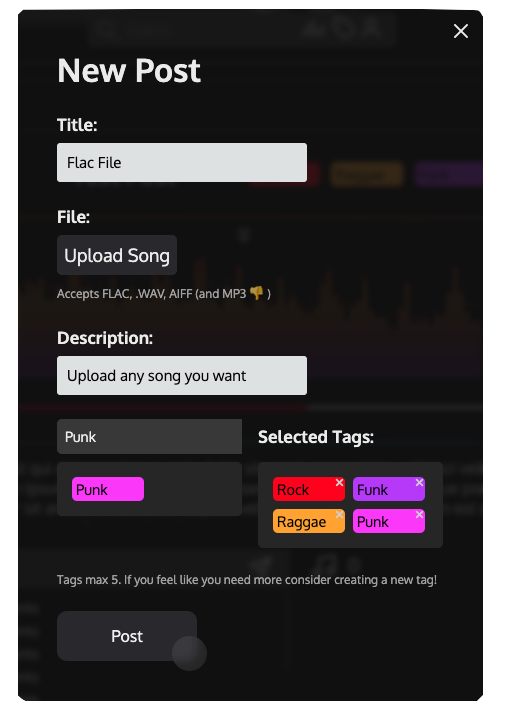 New Post
Title:
Flac File
File:
Upload Song
Accepts FLAC, .WAV, AIFF (and MP3 👎 )
Description:
Upload any song you want
Punk
Selected Tags:
Punk
Rock
Funk
Raggae
Punk
Tags max 5. If you feel like you need more consider creating a new tag!
Post